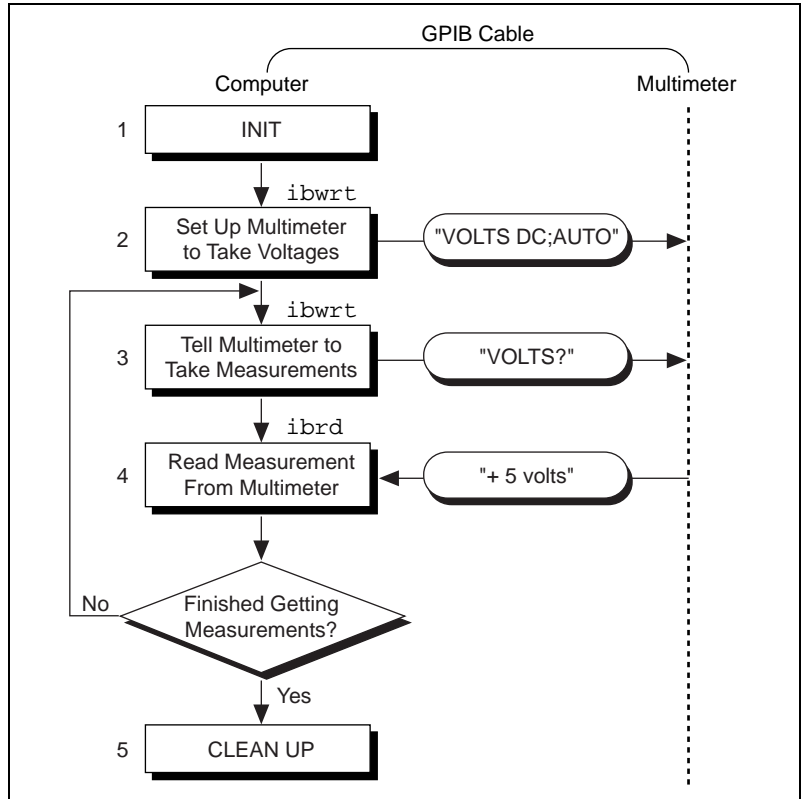 GPIB Cable
Computer
Multimeter
1
INIT
ibwrt
2
Set Up Multimeter
to Take Voltages
"VOLTS DC;AUTO"
ibwrt
3
Tell Multimeter to
Take Measurements
"VOLTS?"
ibrd
4
Read Measurement
From Multimeter
"+ 5 volts"
No
Finished Getting
Measurements?
Yes
5
CLEAN UP